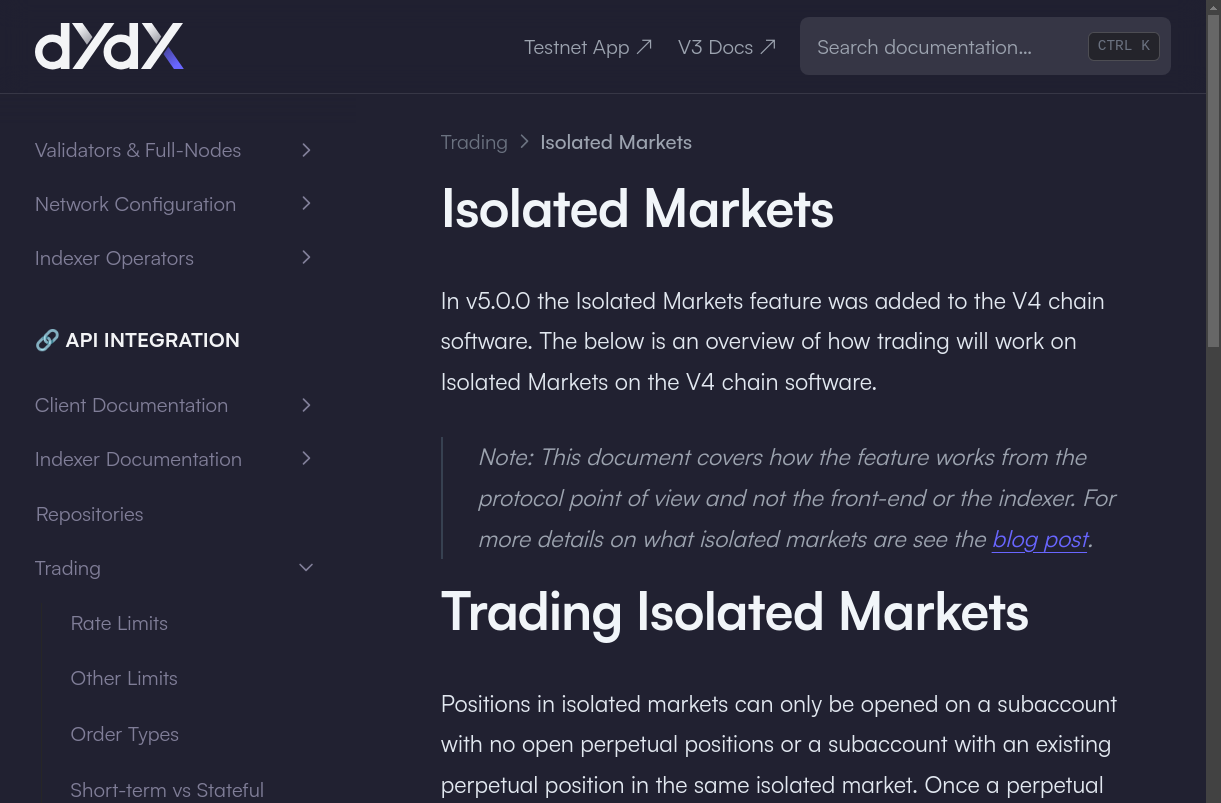 dYdX
Testnet App
V3 Docs
Search documentation…
CTRL K
Validators & Full-Nodes
Network Configuration
Indexer Operators
🔗 API INTEGRATION
Client Documentation
Indexer Documentation
Repositories
Trading
Rate Limits
Other Limits
Order Types
Short-term vs Stateful
Trading > Isolated Markets
Isolated Markets
In v5.0.0 the Isolated Markets feature was added to the V4 chain
software. The below is an overview of how trading will work on
Isolated Markets on the V4 chain software.
Note: This document covers how the feature works from the
protocol point of view and not the front-end or the indexer. For
more details on what isolated markets are see the blog post.
Trading Isolated Markets
Positions in isolated markets can only be opened on a subaccount
with no open perpetual positions or a subaccount with an existing
perpetual position in the same isolated market. Once a perpetual